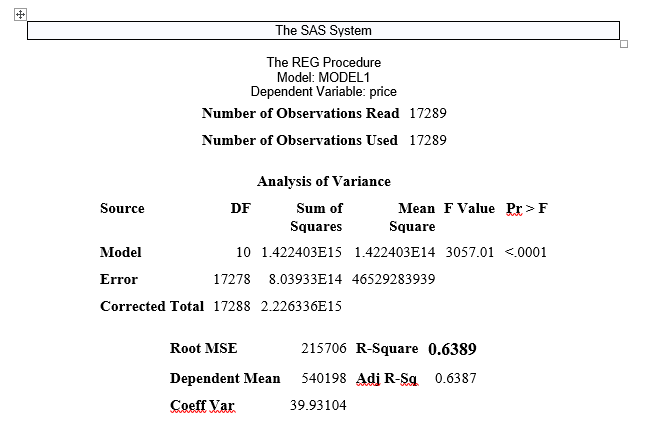 The SAS System
The REG Procedure
Model: MODEL1
Dependent Variable: price
Number of Observations Read 17289
Number of Observations Used 17289
Analysis of Variance
Source DF Sum of Squares Mean Square F Value Pr > F
Model 10 1.422403E15 1.422403E14 3057.01 <.0001
Error 17278 8.03933E14 46529283939
Corrected Total 17288 2.226336E15
Root MSE 215706 R-Square 0.6389
Dependent Mean 540198 Adj R-Sq 0.6387
Coeff Var 39.93104